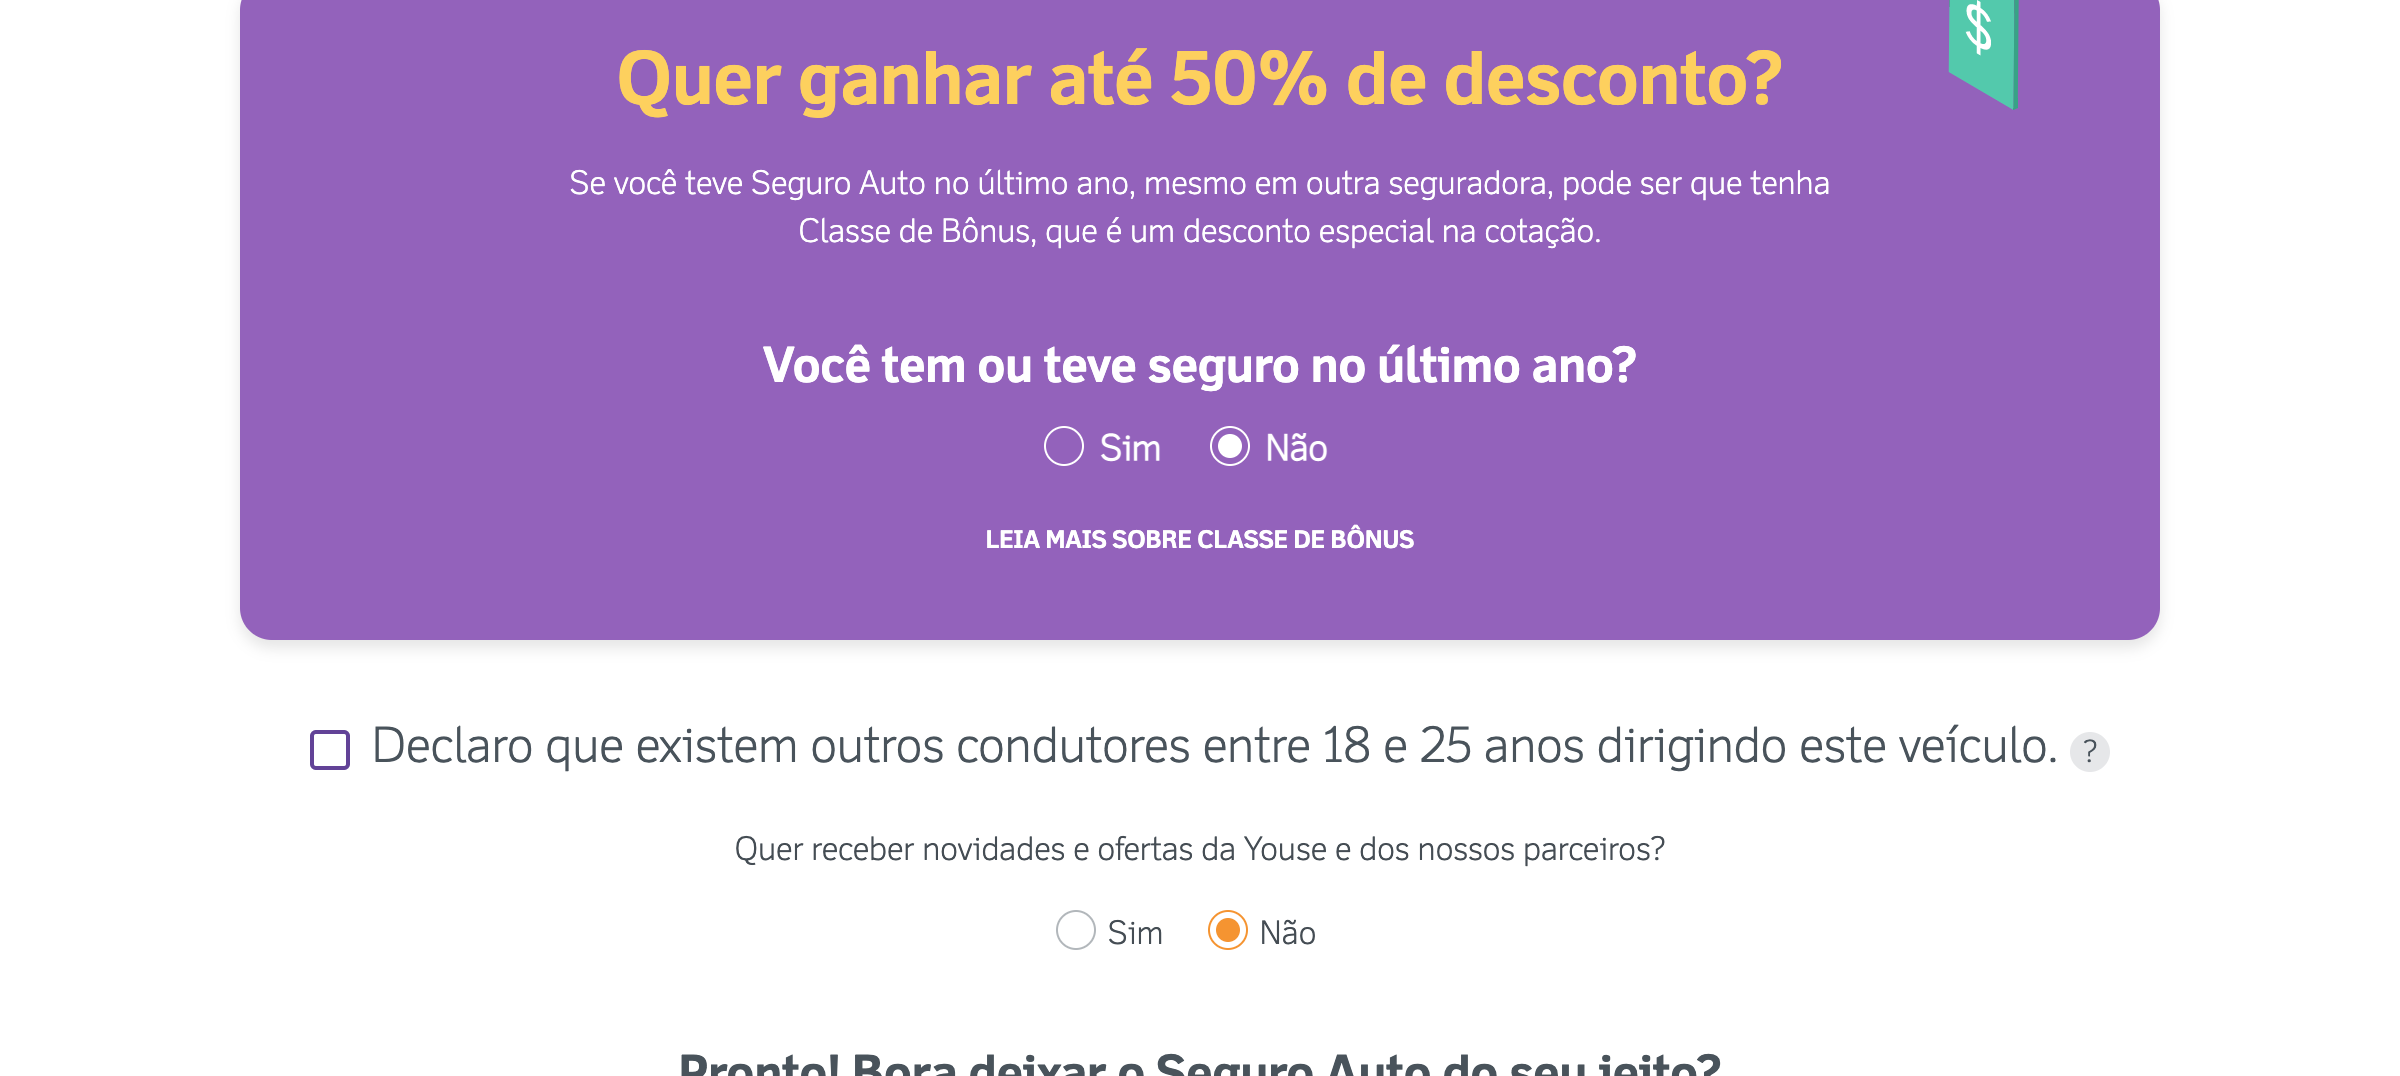 $
Quer ganhar até 50% de desconto?
Se você teve Seguro Auto no último ano, mesmo em outra seguradora, pode ser que tenha
Classe de Bônus, que é um desconto especial na cotação.
Você tem ou teve seguro no último ano?
Sim Não
LEIA MAIS SOBRE CLASSE DE BÔNUS
Declaro que existem outros condutores entre 18 e 25 anos dirigindo este veículo. ?
Quer receber novidades e ofertas da Youse e dos nossos parceiros?
Sim Não
Pronto! Bora deixar o Seguro Auto do seu jeito?